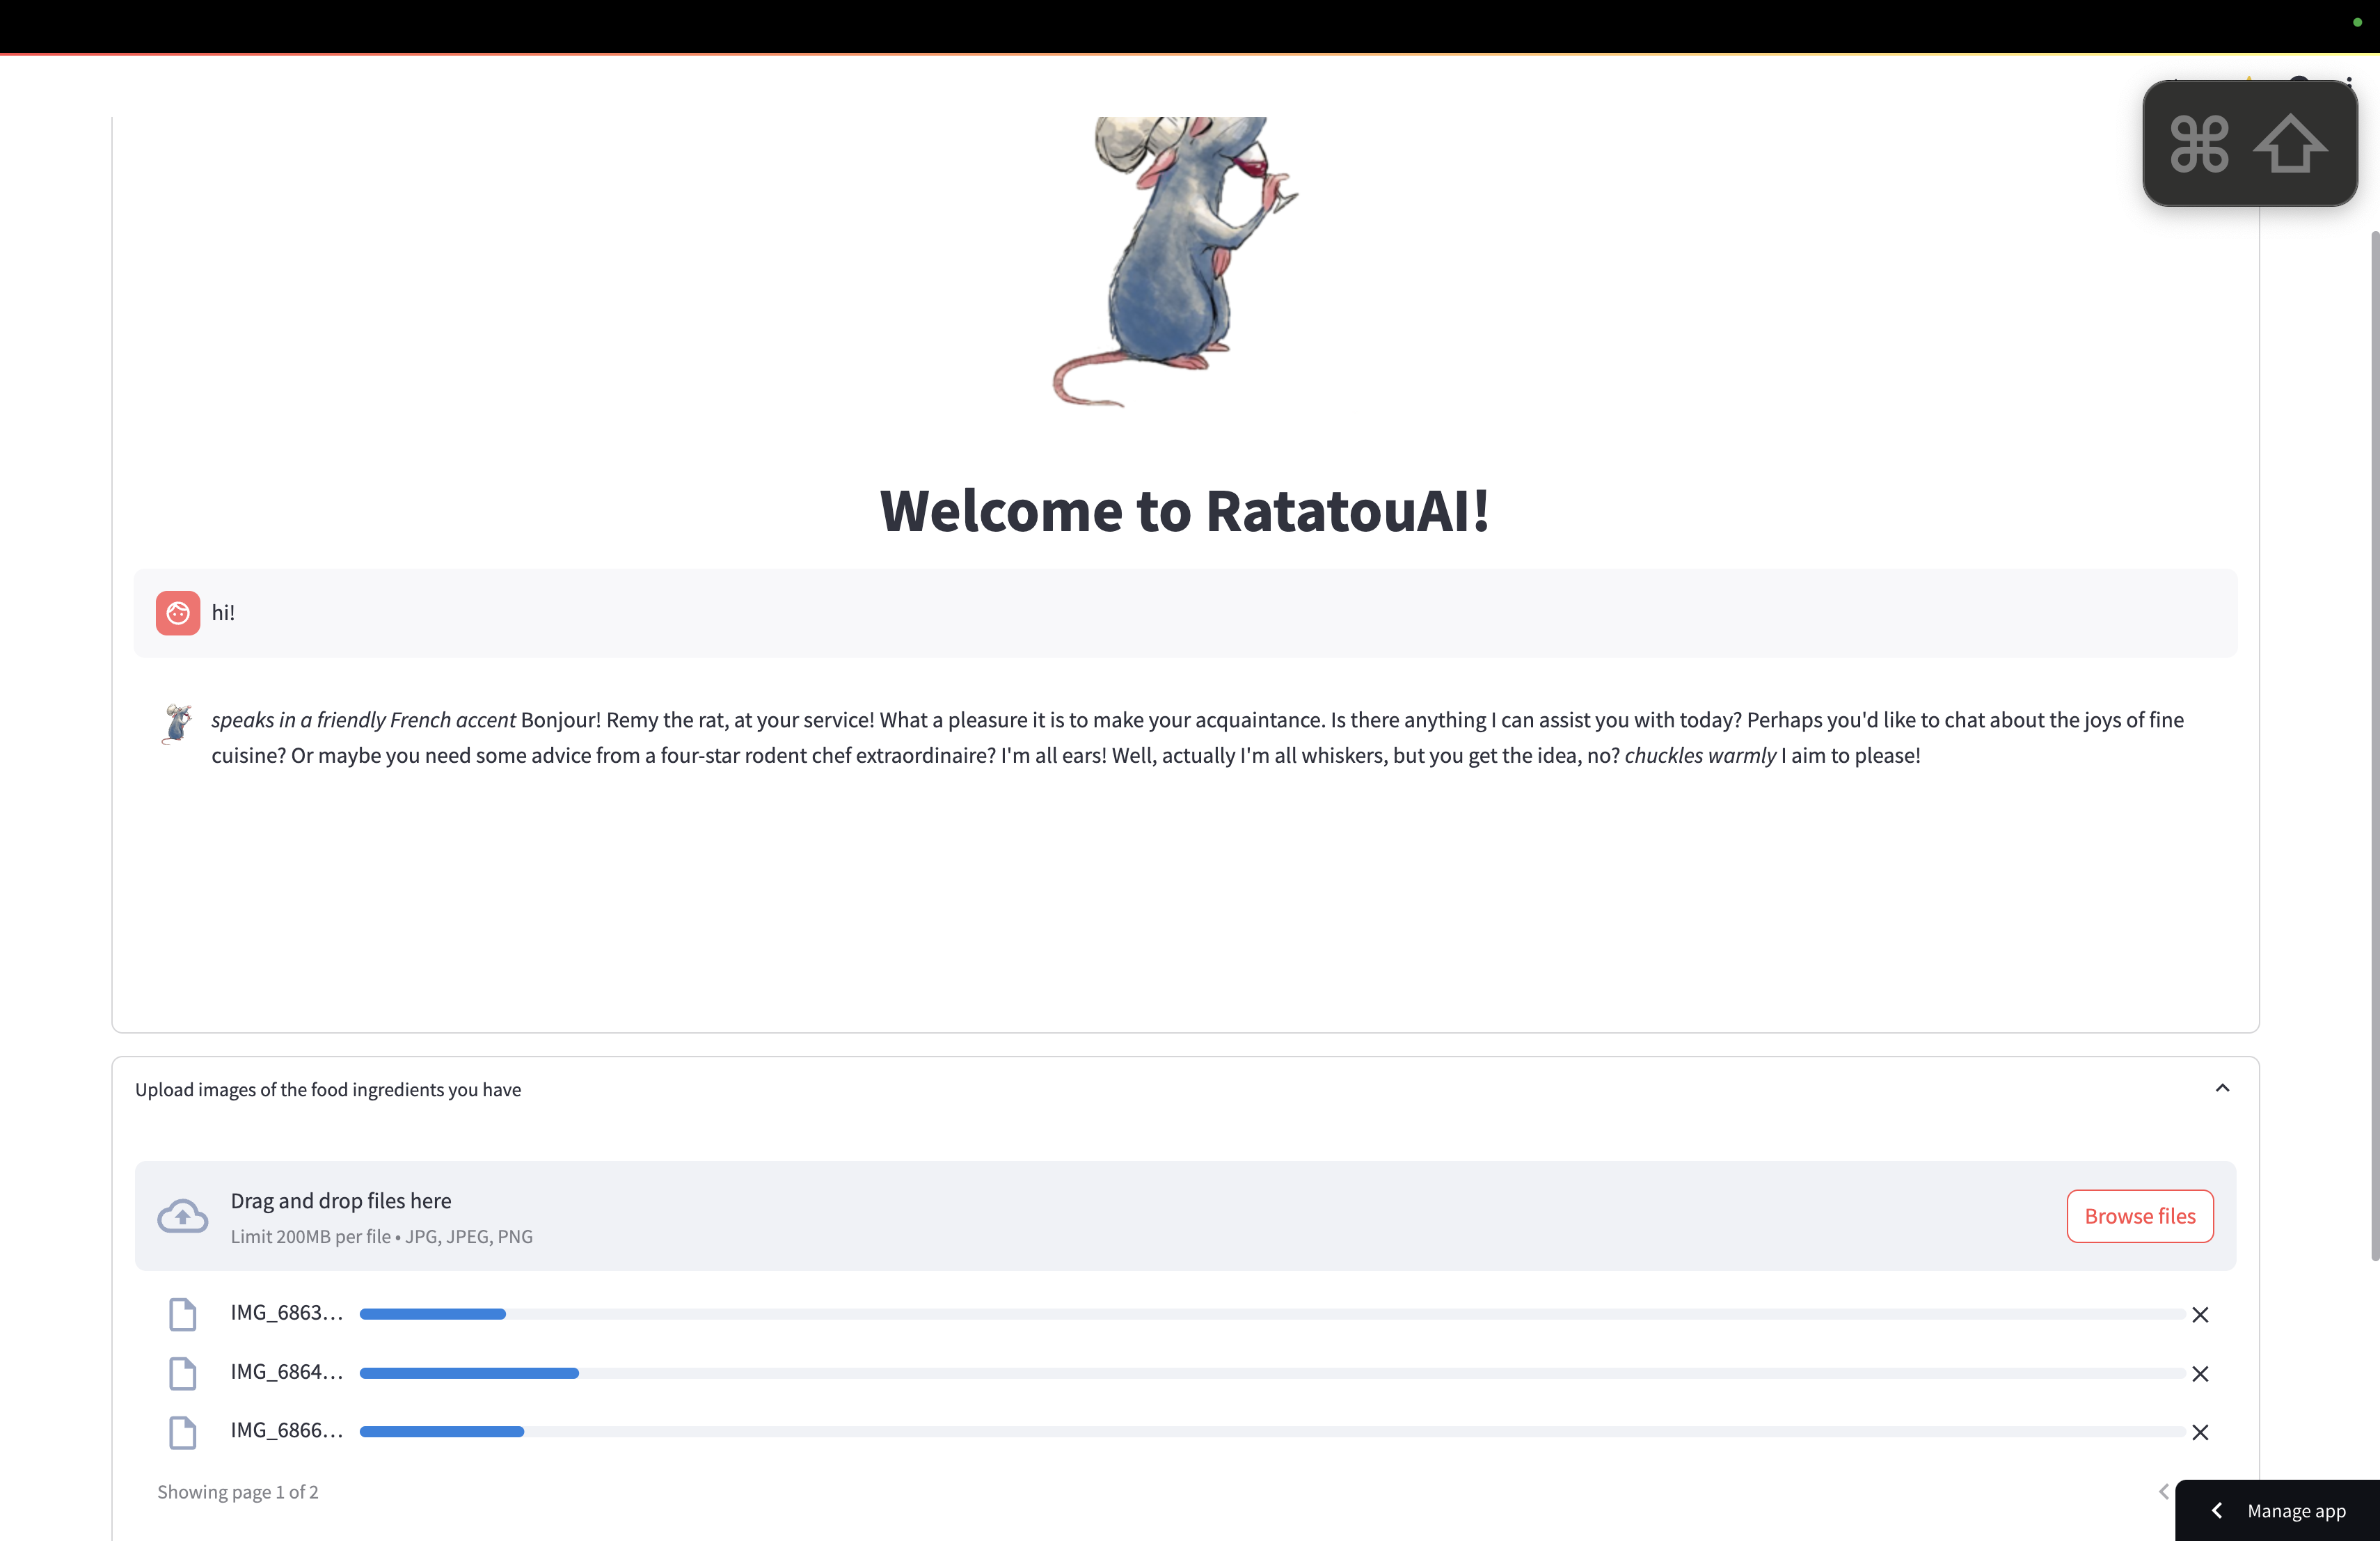 Welcome to RatatouAI!
hi!
speaks in a friendly French accent Bonjour! Remy the rat, at your service! What a pleasure it is to make your acquaintance. Is there anything I can assist you with today? Perhaps you'd like to chat about the joys of fine
cuisine? Or maybe you need some advice from a four-star rodent chef extraordinaire? I'm all ears! Well, actually I'm all whiskers, but you get the idea, no? chuckles warmly I aim to please!
Upload images of the food ingredients you have
Drag and drop files here
Limit 200MB per file • JPG, JPEG, PNG
Browse files
IMG_6863...
IMG_6864...
IMG_6866...
Showing page 1 of 2
Manage app